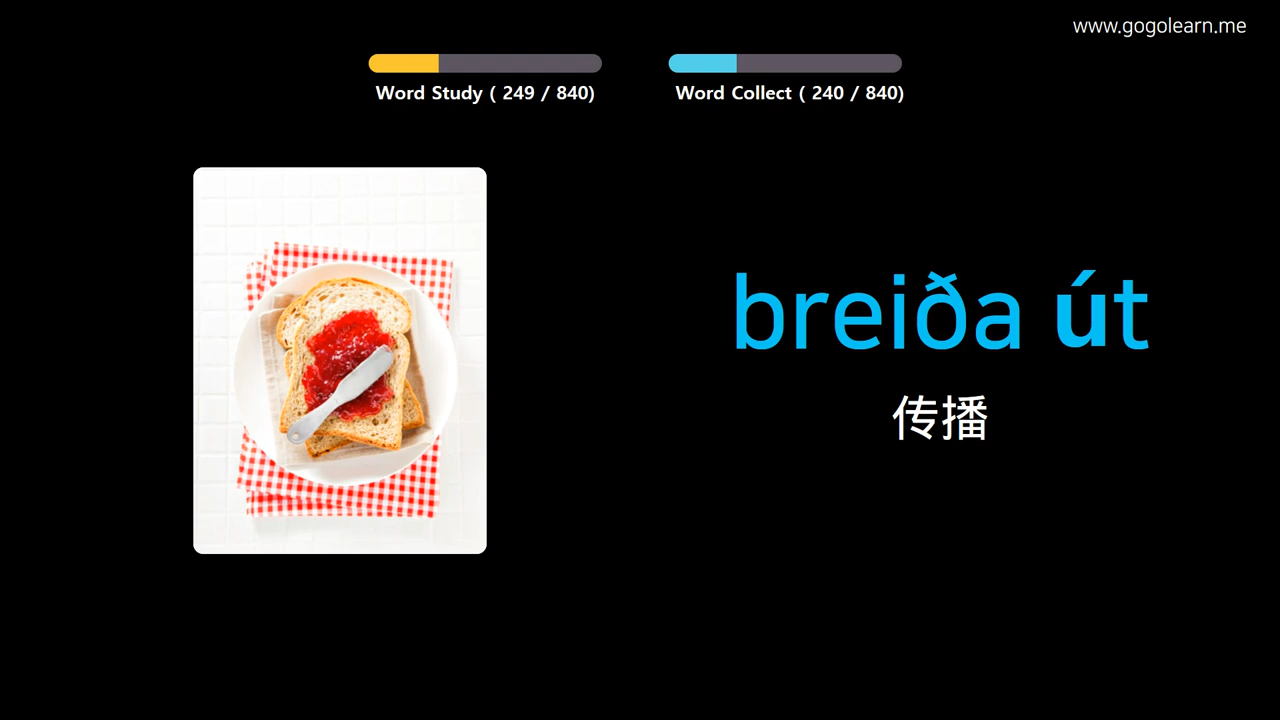 www.gogolearn.me
Word Study ( 249 / 840)
Word Collect ( 240 / 840)
breiða út
传播